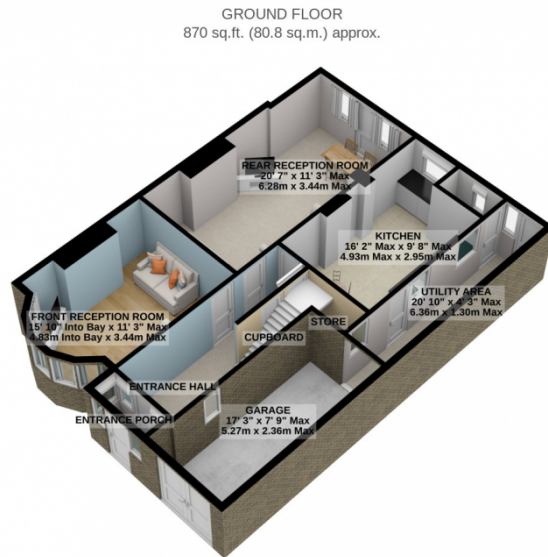 GROUND FLOOR
870 sq.ft. (80.8 sq.m.) approx.
REAR RECEPTION ROOM
20' 7" x 11' 3" Max
6.28m x 3.44m Max
KITCHEN
16' 2" Max x 9' 8" Max
4.93m Max x 2.95m Max
UTILITY AREA
20' 10" x 4' 3" Max
6.36m x 1.30m Max
FRONT RECEPTION ROOM
15' 10" Into Bay x 11' 3" Max
4.83m Into Bay x 3.44m Max
STORE
CUPBOARD
ENTRANCE HALL
ENTRANCE PORCH
GARAGE
17' 3" x 7' 9" Max
5.27m x 2.36m Max